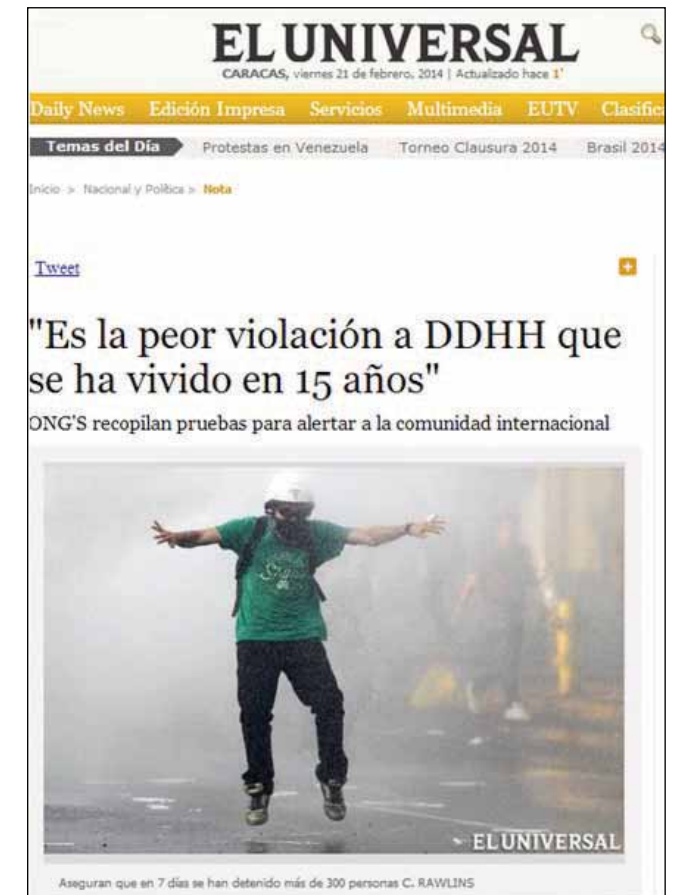 EL UNIVERSAL
CARACAS, viernes 21 de febrero, 2014 | Actualizado hace 1'
Daily News Edición Impresa Servicios Multimedia EUTV Clasific
Temas del Día Protestas en Venezuela Torneo Clausura 2014 Brasil 2014
Inicio > Nacional y Política > Nota
Tweet
"Es la peor violación a DDHH que
se ha vivido en 15 años"
ONG'S recopilan pruebas para alertar a la comunidad internacional
EL UNIVERSAL
Aseguran que en 7 días se han detenido más de 300 personas C. RAWLINS